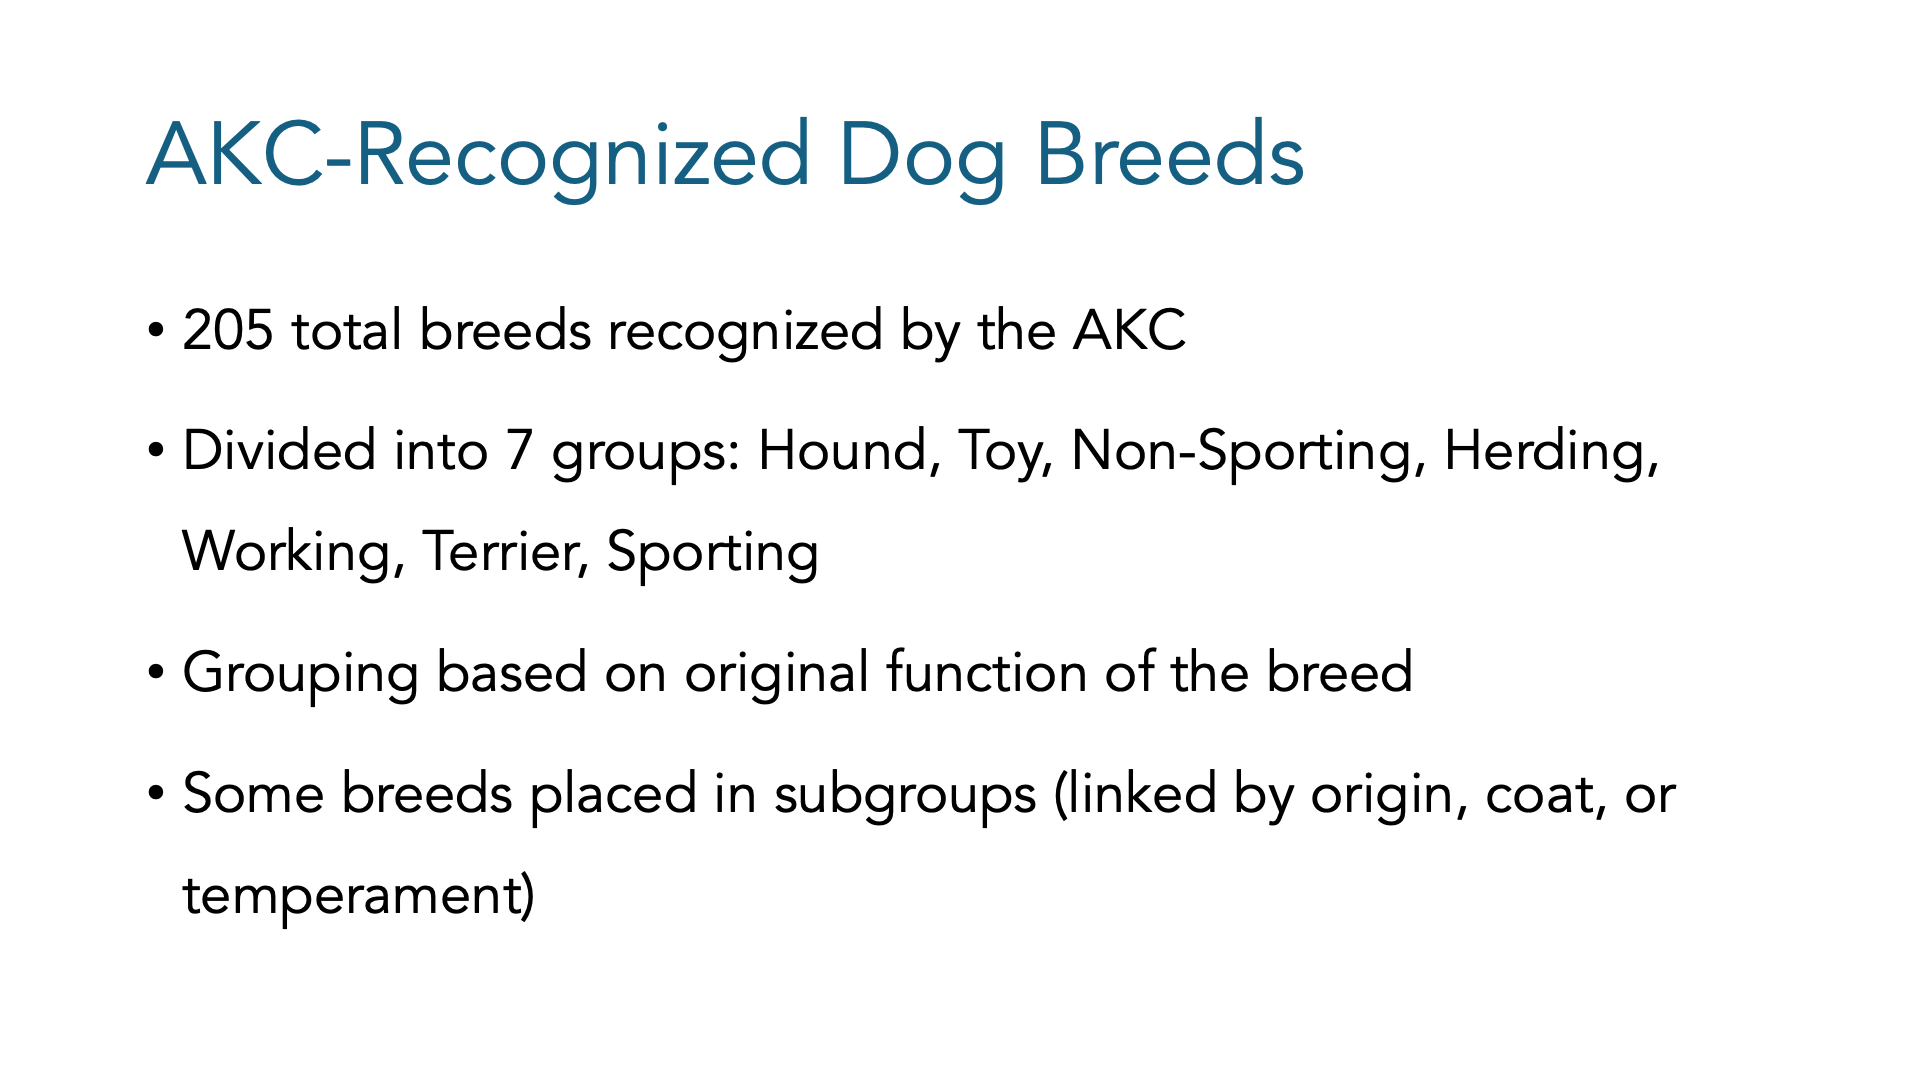 AKC-Recognized Dog Breeds
• 205 total breeds recognized by the AKC
• Divided into 7 groups: Hound, Toy, Non-Sporting, Herding,
Working, Terrier, Sporting
• Grouping based on original function of the breed
• Some breeds placed in subgroups (linked by origin, coat, or
temperament)